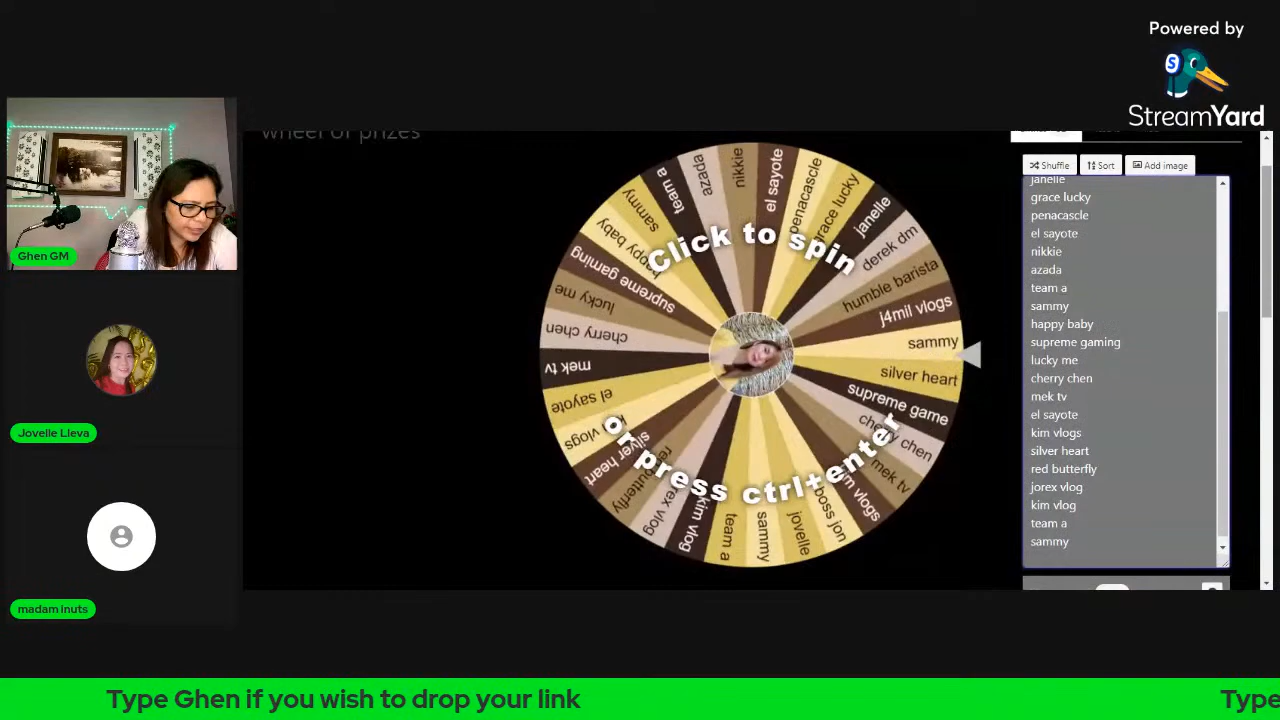 Powered by
StreamYard
wheel of prizes
Ghen GM
Jovelle Lleva
madam inuts
Click to spin
or press ctrl+enter
nikkie
el sayote
penacascle
grace lucky
janelle
derek dm
humble barista
j4mil vlogs
sammy
silver heart
supreme game
cherry chen
mek tv
kim vlogs
boss jon
jovelle
sammy
team a
kim vlog
jorex vlog
red butterfly
silver heart
kim vlogs
el sayote
mek tv
cherry chen
lucky me
supreme gaming
happy baby
sammy
team a
azada
Shuffle
Sort
Add image
janelle
grace lucky
penacascle
el sayote
nikkie
azada
team a
sammy
happy baby
supreme gaming
lucky me
cherry chen
mek tv
el sayote
kim vlogs
silver heart
red butterfly
jorex vlog
kim vlog
team a
sammy
Type Ghen if you wish to drop your link
Type